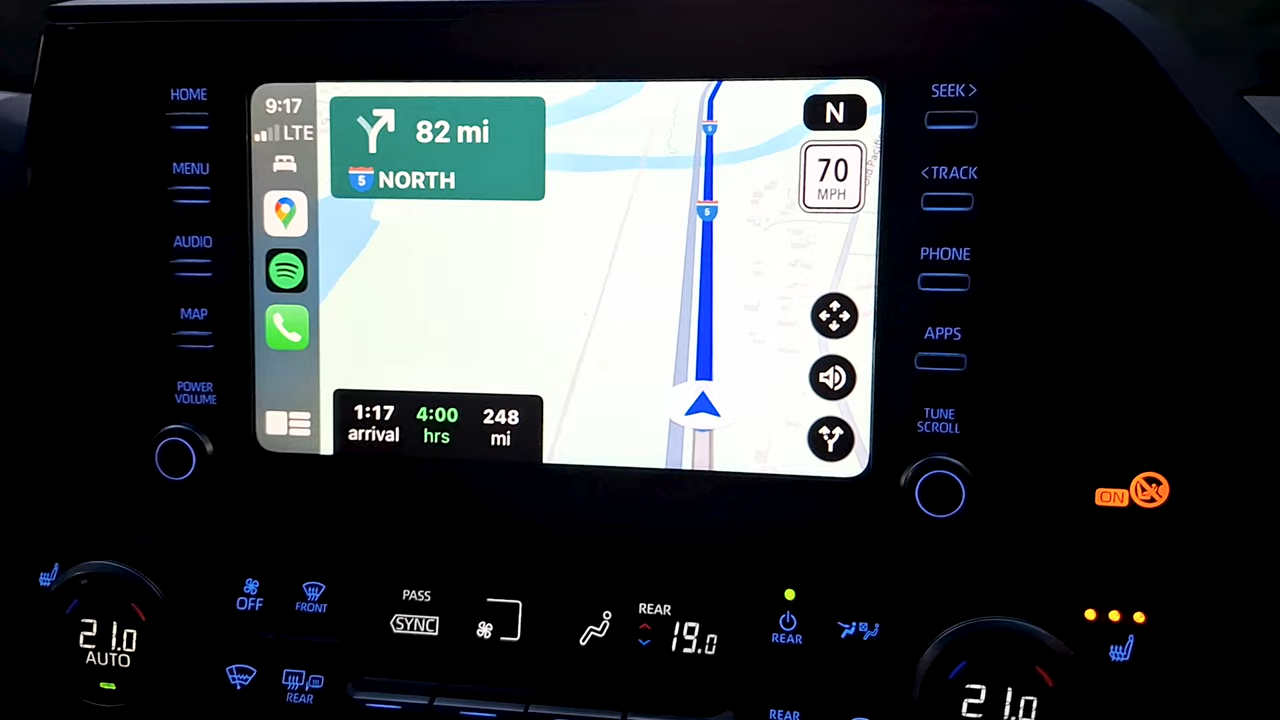 HOME
MENU
AUDIO
MAP
POWER
VOLUME
9:17
LTE
82 mi
5 NORTH
5
5
N
70
MPH
1:17
arrival
4:00
hrs
248
mi
SEEK >
< TRACK
PHONE
APPS
TUNE
SCROLL
ON
21.0
AUTO
OFF
FRONT
REAR
PASS
SYNC
REAR
19.0
REAR
REAR
21.0